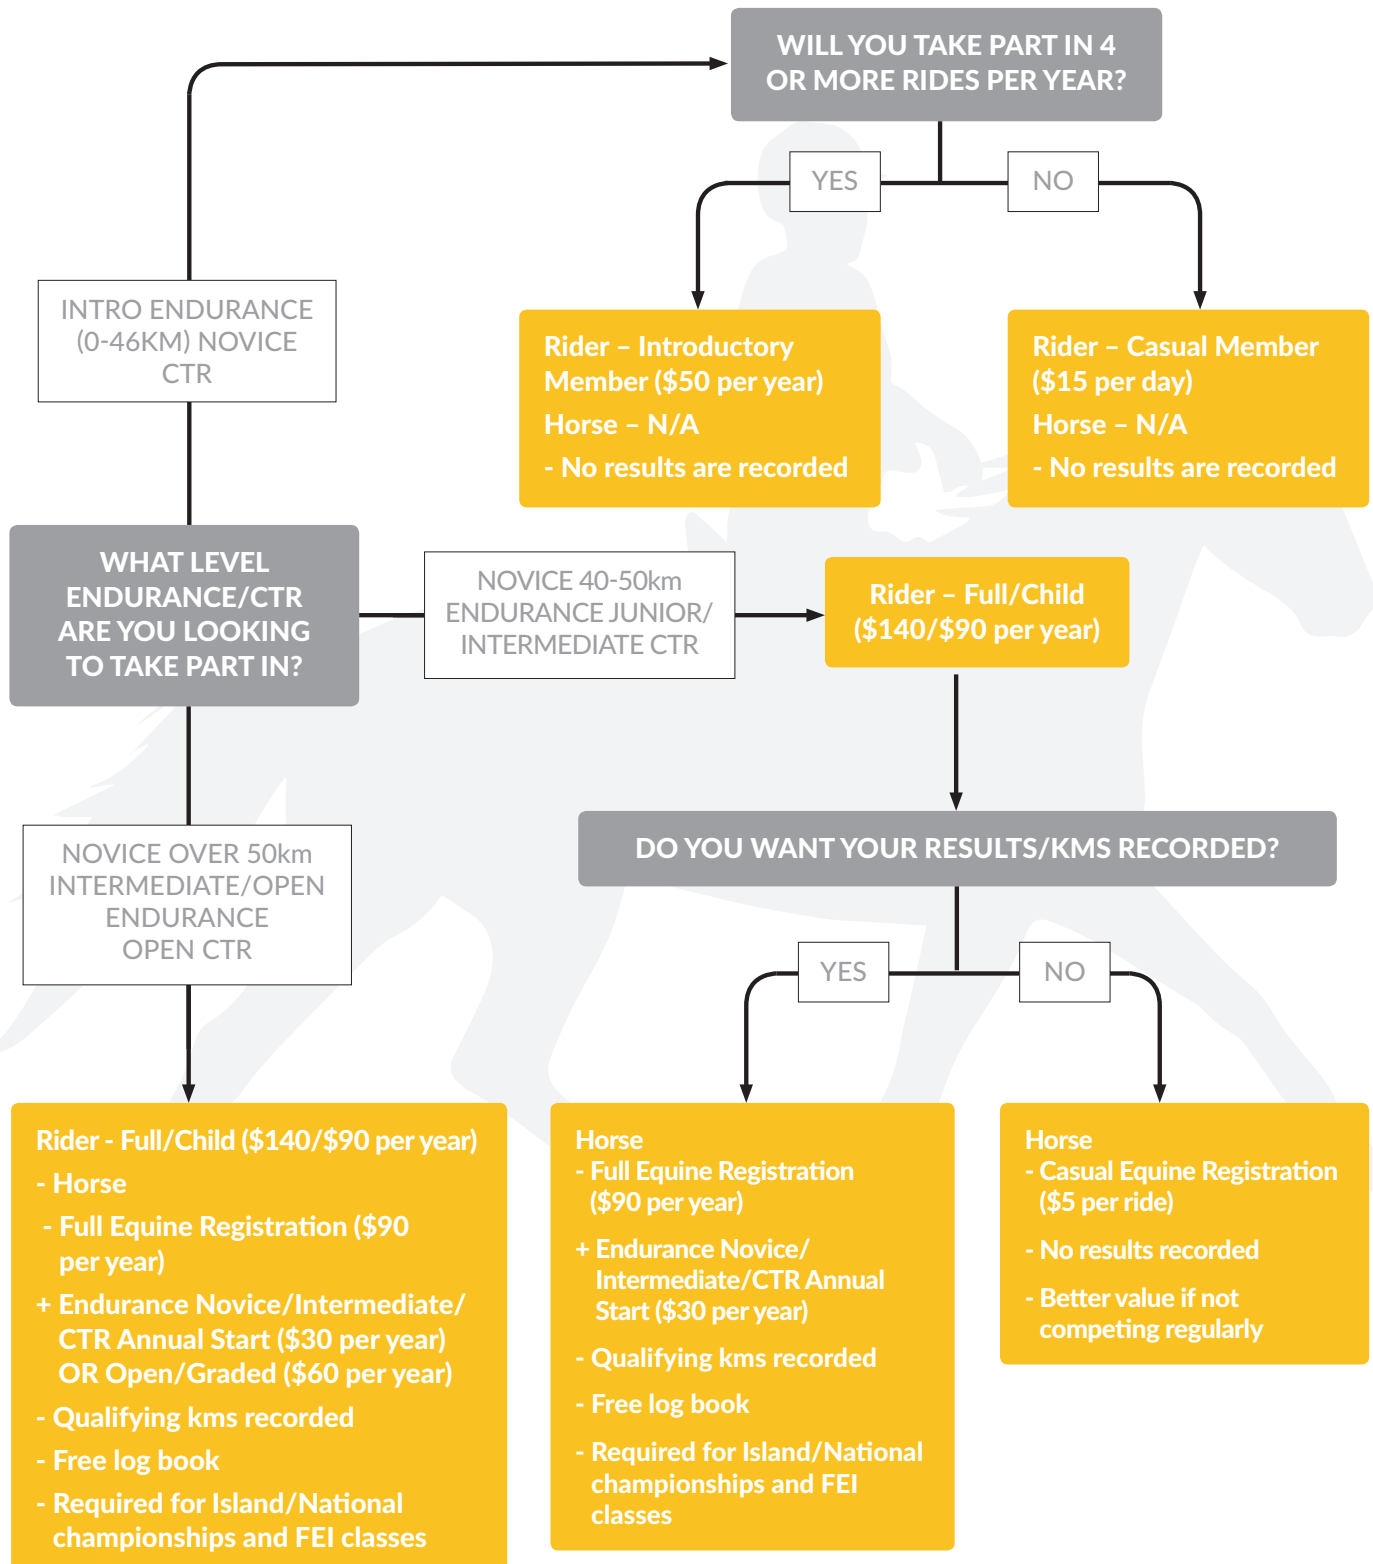 WILL YOU TAKE PART IN 4
OR MORE RIDES PER YEAR?
YES
NO
INTRO ENDURANCE
(0-46KM) NOVICE
CTR
Rider – Introductory
Member ($50 per year)
Horse – N/A
- No results are recorded
Rider – Casual Member
($15 per day)
Horse – N/A
- No results are recorded
WHAT LEVEL
ENDURANCE/CTR
ARE YOU LOOKING
TO TAKE PART IN?
NOVICE 40-50km
ENDURANCE JUNIOR/
INTERMEDIATE CTR
Rider – Full/Child
($140/$90 per year)
NOVICE OVER 50km
INTERMEDIATE/OPEN
ENDURANCE
OPEN CTR
DO YOU WANT YOUR RESULTS/KMS RECORDED?
YES
NO
Rider - Full/Child ($140/$90 per year)
- Horse
- Full Equine Registration ($90
per year)
+ Endurance Novice/Intermediate/
CTR Annual Start ($30 per year)
OR Open/Graded ($60 per year)
- Qualifying kms recorded
- Free log book
- Required for Island/National
championships and FEI classes
Horse
- Full Equine Registration
($90 per year)
+ Endurance Novice/
Intermediate/CTR Annual
Start ($30 per year)
- Qualifying kms recorded
- Free log book
- Required for Island/National
championships and FEI
classes
Horse
- Casual Equine Registration
($5 per ride)
- No results recorded
- Better value if not
competing regularly